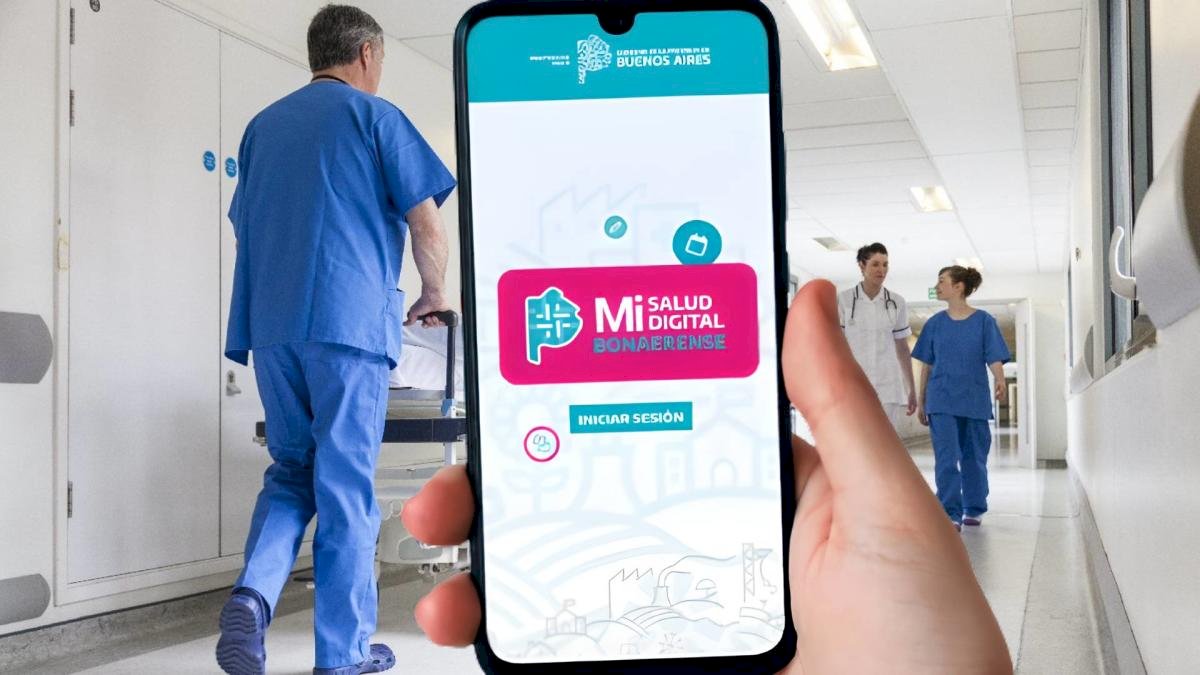 BUENOS AIRES
Mi SALUD
DIGITAL
BONAERENSE
INICIAR SESIÓN